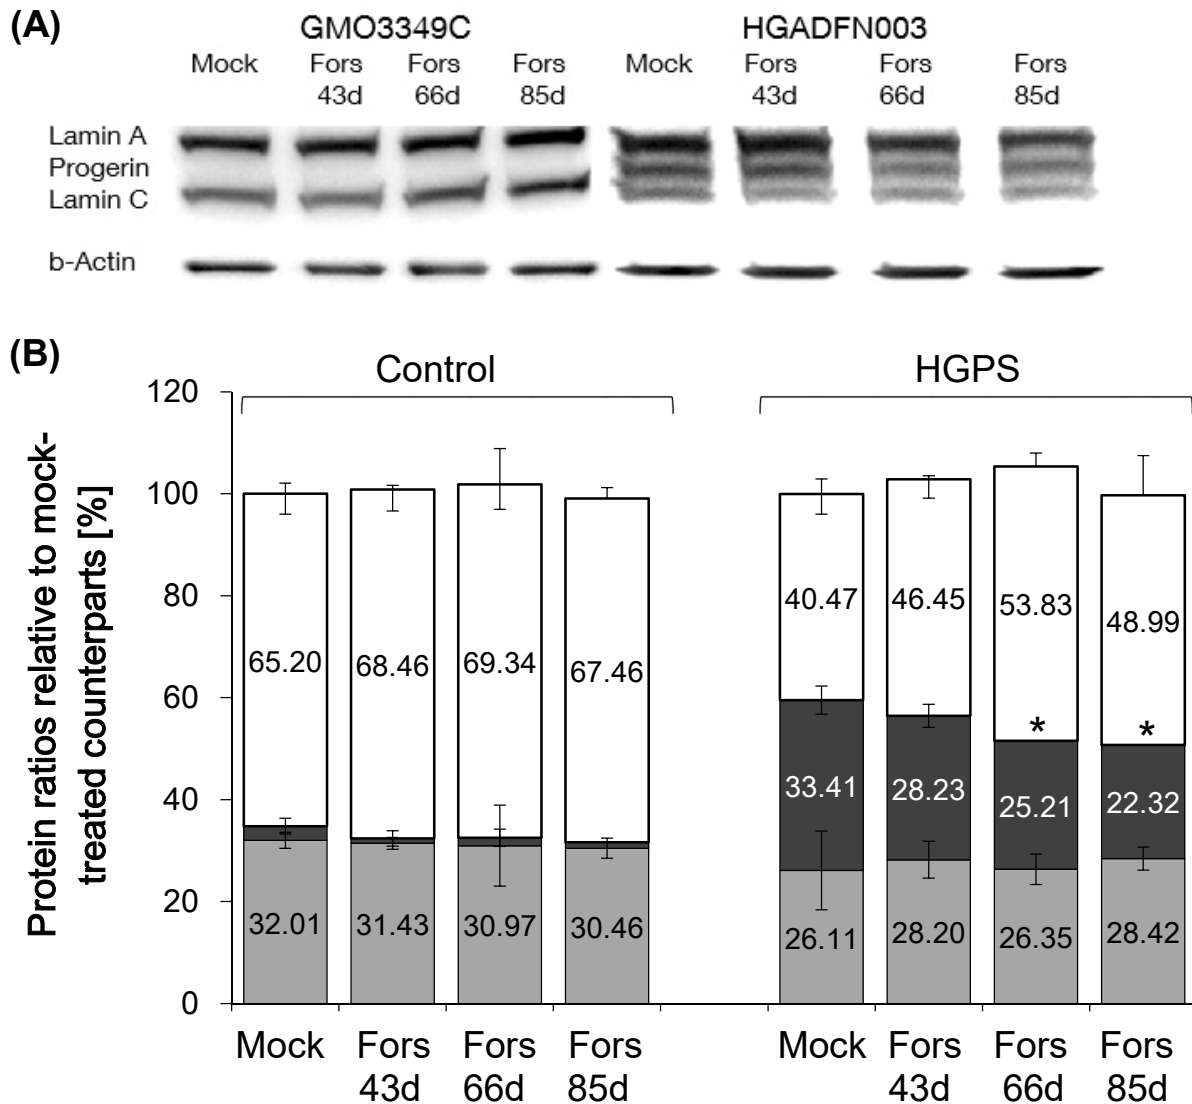 (A)
GMO3349C HGADFN003
Mock Fors Fors Fors Mock Fors Fors Fors
43d 66d 85d 43d 66d 85d
Lamin A
Progerin
Lamin C
b-Actin
(B)
Control HGPS
Protein ratios relative to mock-
treated counterparts [%]
120
100
80
60
40
20
0
65.20 68.46 69.34 67.46 40.47 46.45 53.83 48.99
* *
33.41 28.23 25.21 22.32
32.01 31.43 30.97 30.46 26.11 28.20 26.35 28.42
Mock Fors Fors Fors Mock Fors Fors Fors
43d 66d 85d 43d 66d 85d